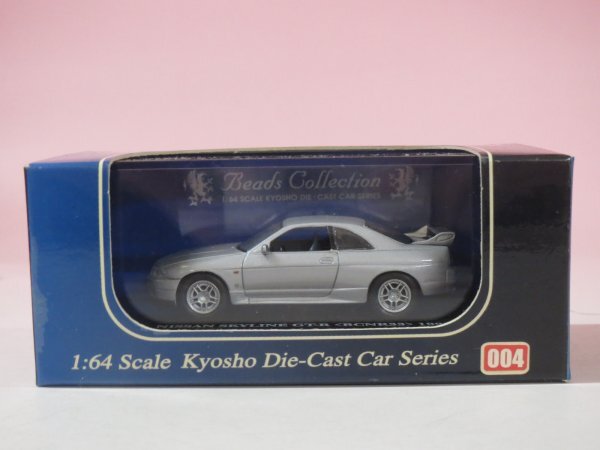 Beads Collection
1:64 SCALE KYOSHO DIE-CAST CAR SERIES
NISSAN SKYLINE GT-R <BCNR33>
1:64 Scale Kyosho Die-Cast Car Series
004